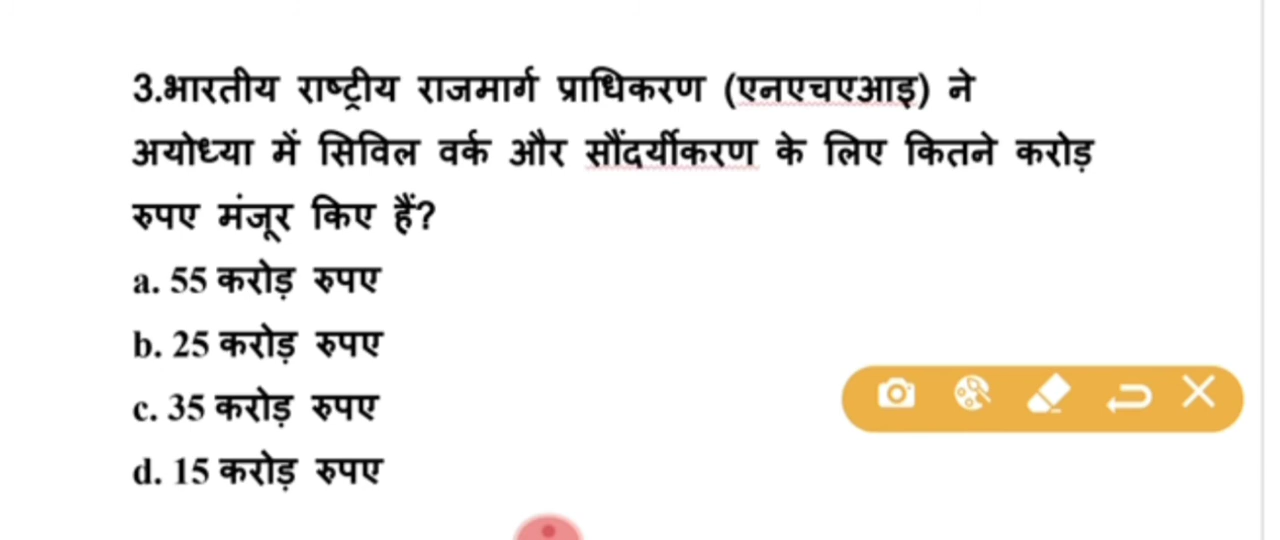 3.भारतीय राष्ट्रीय राजमार्ग प्राधिकरण (एनएचएआइ) ने
अयोध्या में सिविल वर्क और सौंदर्यीकरण के लिए कितने करोड़
रुपए मंजूर किए हैं?
a. 55 करोड़ रुपए
b. 25 करोड़ रुपए
c. 35 करोड़ रुपए
d. 15 करोड़ रुपए